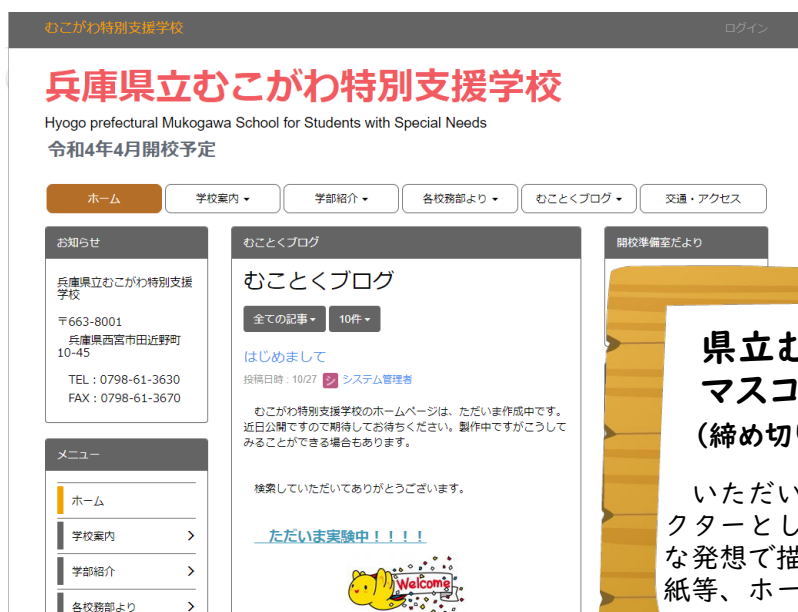 むこがわ特別支援学校
ログイン
兵庫県立むこがわ特別支援学校
Hyogo prefectural Mukogawa School for Students with Special Needs
令和4年4月開校予定
ホーム
学校案内
学部紹介
各校務部より
むことくブログ
交通・アクセス
お知らせ
兵庫県立むこがわ特別支援
学校
〒663-8001
兵庫県西宮市田近野町
10-45
TEL：0798-61-3630
FAX：0798-61-3670
メニュー
ホーム
学校案内
学部紹介
各校務部より
むことくブログ
むことくブログ
全ての記事
10件
はじめまして
投稿日時 : 10/27 シ システム管理者
むこがわ特別支援学校のホームページは、ただいま作成中です。
近日公開ですので期待してお待ちください。製作中ですがこうして
みることができる場合もあります。
検索していただいてありがとうございます。
ただいま実験中！！！！
Welcome
開校準備室だより
県立む
マスコ
（締め切り
いただい
クターとし
な発想で描
紙等、ホー